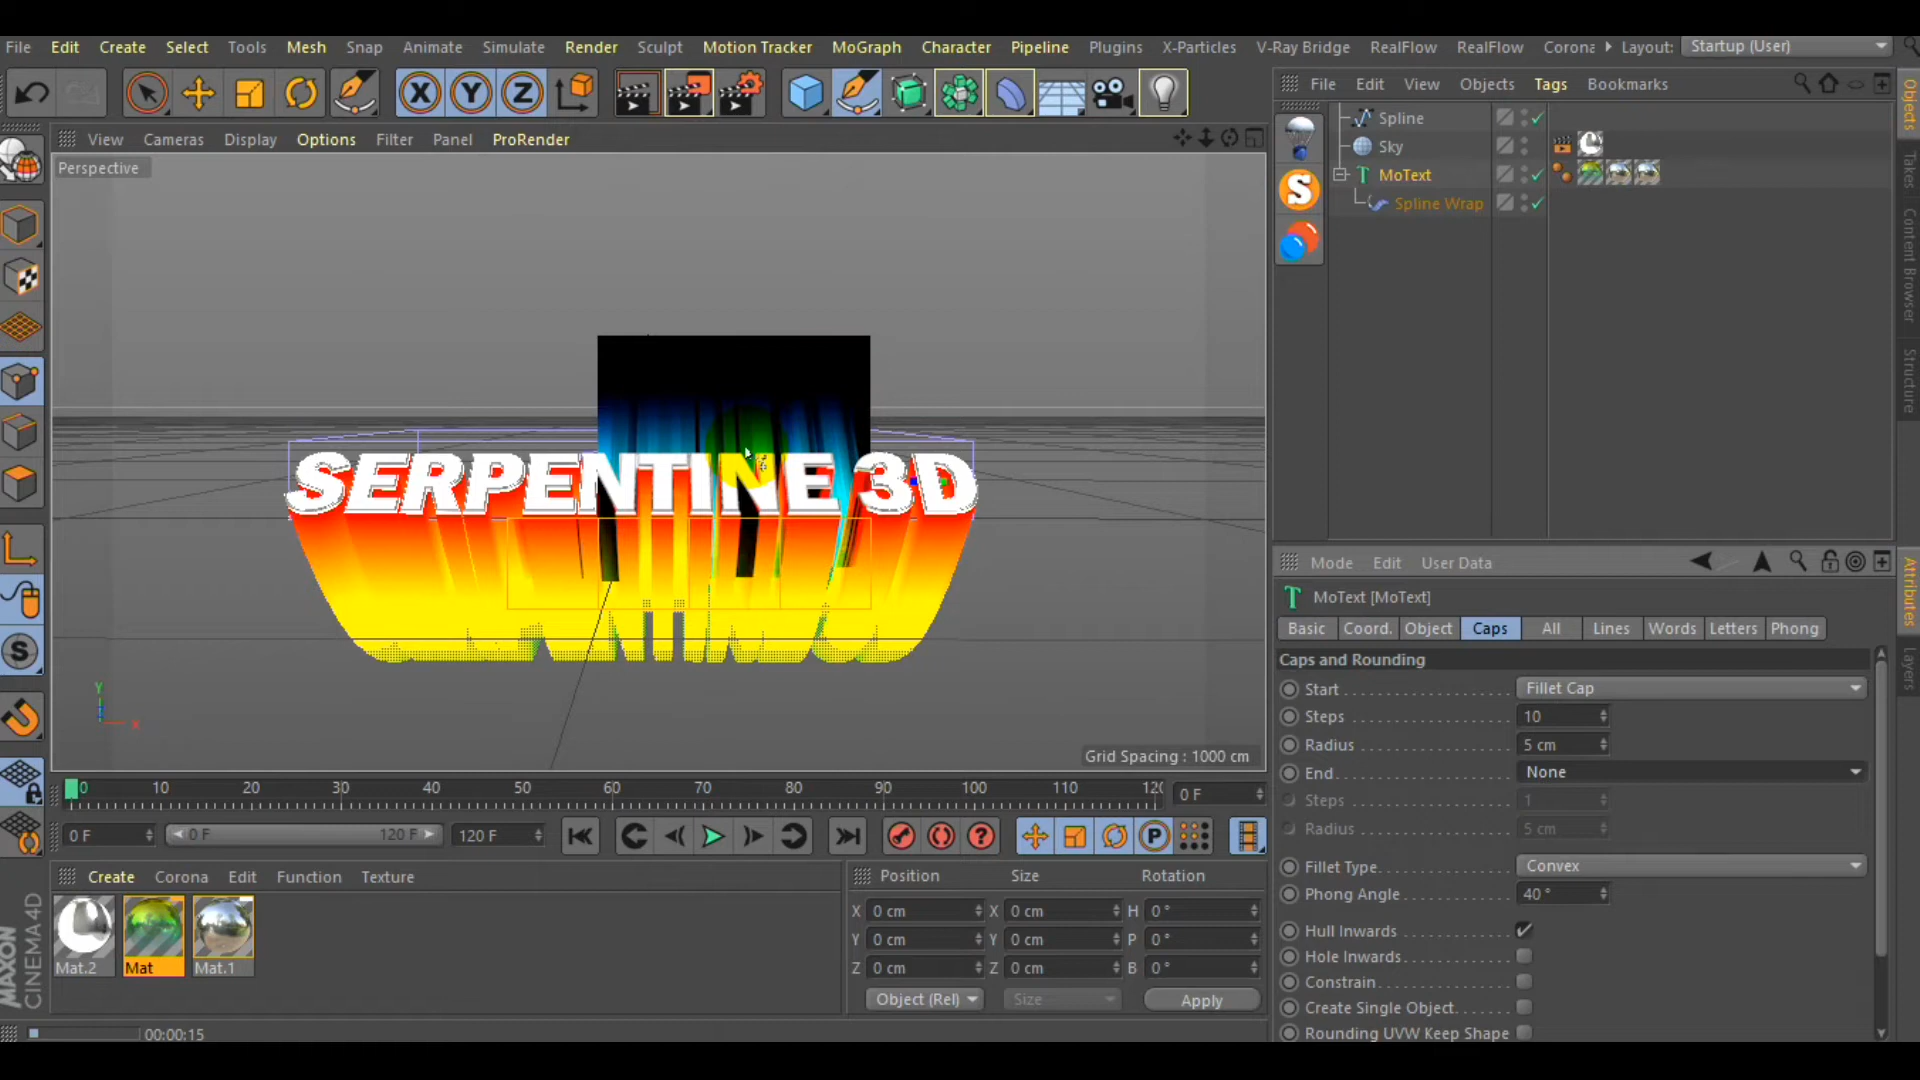 File Edit Create Select Tools Mesh Snap Animate Simulate Render Sculpt Motion Tracker MoGraph Character Pipeline Plugins X-Particles V-Ray Bridge RealFlow RealFlow Corona Layout: Startup (User)
X Y Z
File Edit View Objects Tags Bookmarks
View Cameras Display Options Filter Panel ProRender
Perspective
Spline
Sky
MoText
Spline Wrap
Objects
Takes
Content Browser
Structure
SERPENTINE 3D
Grid Spacing : 1000 cm
Y
X
Mode Edit User Data
MoText [MoText]
Basic Coord. Object Caps All Lines Words Letters Phong
Caps and Rounding
Start Fillet Cap
Steps 10
Radius 5 cm
End None
Steps 1
Radius 5 cm
Fillet Type Convex
Phong Angle 40 °
Hull Inwards
Hole Inwards
Constrain
Create Single Object
Rounding UVW Keep Shape
Attributes
Layers
0 10 20 30 40 50 60 70 80 90 100 110 0 F
0 F 0 F 120 F 120 F
Create Corona Edit Function Texture
Mat.2 Mat Mat.1
Position Size Rotation
X 0 cm X 0 cm H 0 °
Y 0 cm Y 0 cm P 0 °
Z 0 cm Z 0 cm B 0 °
Object (Rel) Size Apply
MAXON
CINEMA4D
00:00:15